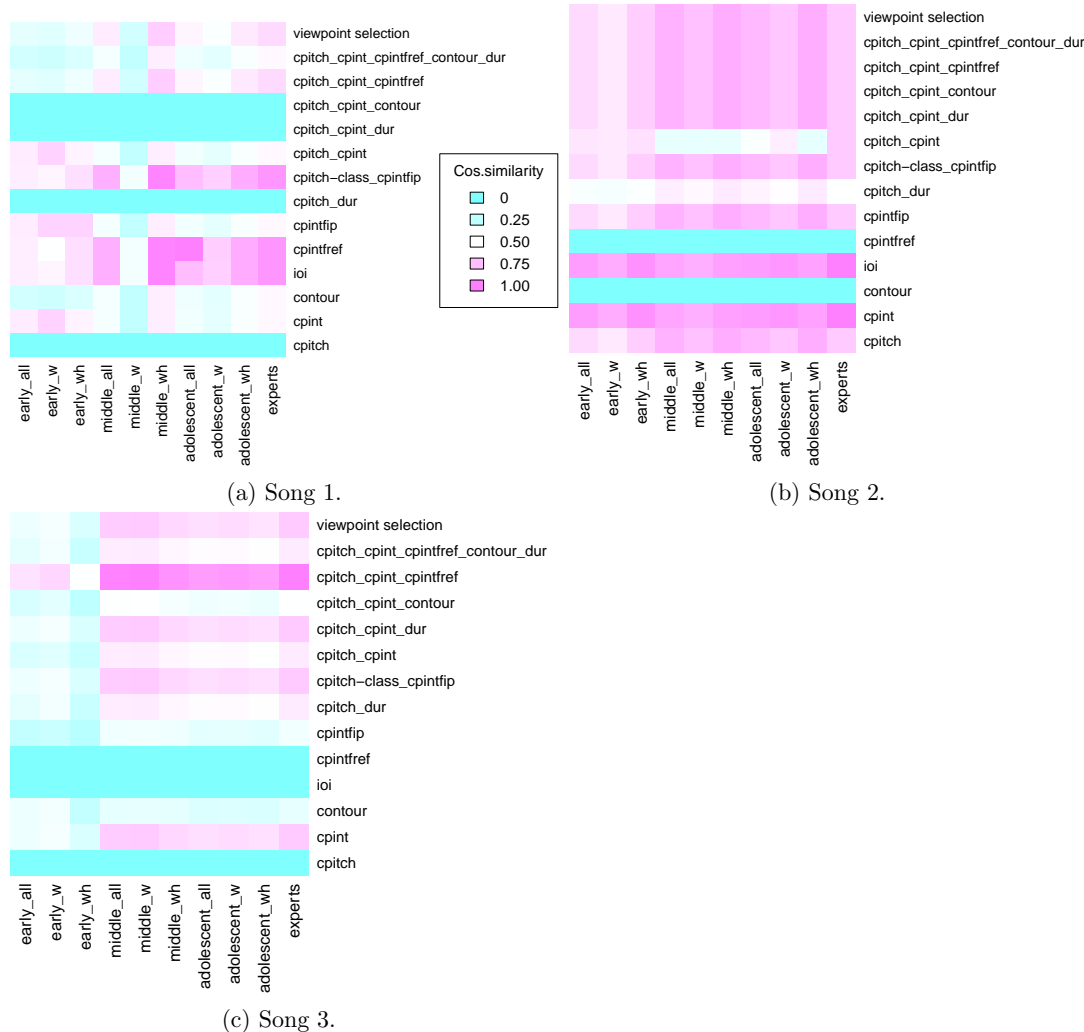 viewpoint selection
cpitch_cpint_cpintfref_contour_dur
cpitch_cpint_cpintfref
cpitch_cpint_contour
cpitch_cpint_dur
cpitch_cpint
cpitch−class_cpintfip
cpitch_dur
cpintfip
cpintfref
ioi
contour
cpint
cpitch
early_all
early_w
early_wh
middle_all
middle_w
middle_wh
adolescent_all
adolescent_w
adolescent_wh
experts
(a) Song 1.
Cos.similarity
0
0.25
0.50
0.75
1.00
viewpoint selection
cpitch_cpint_cpintfref_contour_dur
cpitch_cpint_cpintfref
cpitch_cpint_contour
cpitch_cpint_dur
cpitch_cpint
cpitch−class_cpintfip
cpitch_dur
cpintfip
cpintfref
ioi
contour
cpint
cpitch
early_all
early_w
early_wh
middle_all
middle_w
middle_wh
adolescent_all
adolescent_w
adolescent_wh
experts
(b) Song 2.
viewpoint selection
cpitch_cpint_cpintfref_contour_dur
cpitch_cpint_cpintfref
cpitch_cpint_contour
cpitch_cpint_dur
cpitch_cpint
cpitch−class_cpintfip
cpitch_dur
cpintfip
cpintfref
ioi
contour
cpint
cpitch
early_all
early_w
early_wh
middle_all
middle_w
middle_wh
adolescent_all
adolescent_w
adolescent_wh
experts
(c) Song 3.